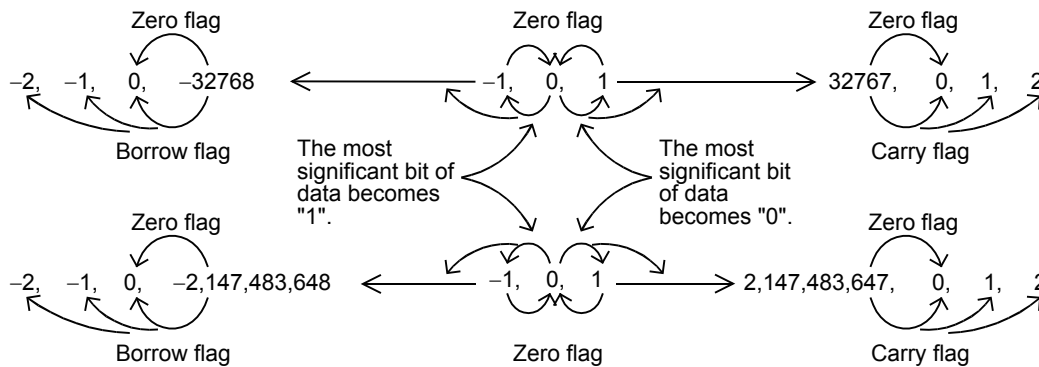 Zero flag Zero flag Zero flag
−2, −1, 0, −32768 −1, 0, 1 32767, 0, 1, 2
Borrow flag Carry flag
The most
significant bit of
data becomes
"1".
The most
significant bit
of data
becomes "0".
Zero flag Zero flag
−2, −1, 0, −2,147,483,648 −1, 0, 1 2,147,483,647, 0, 1, 2
Borrow flag Zero flag Carry flag